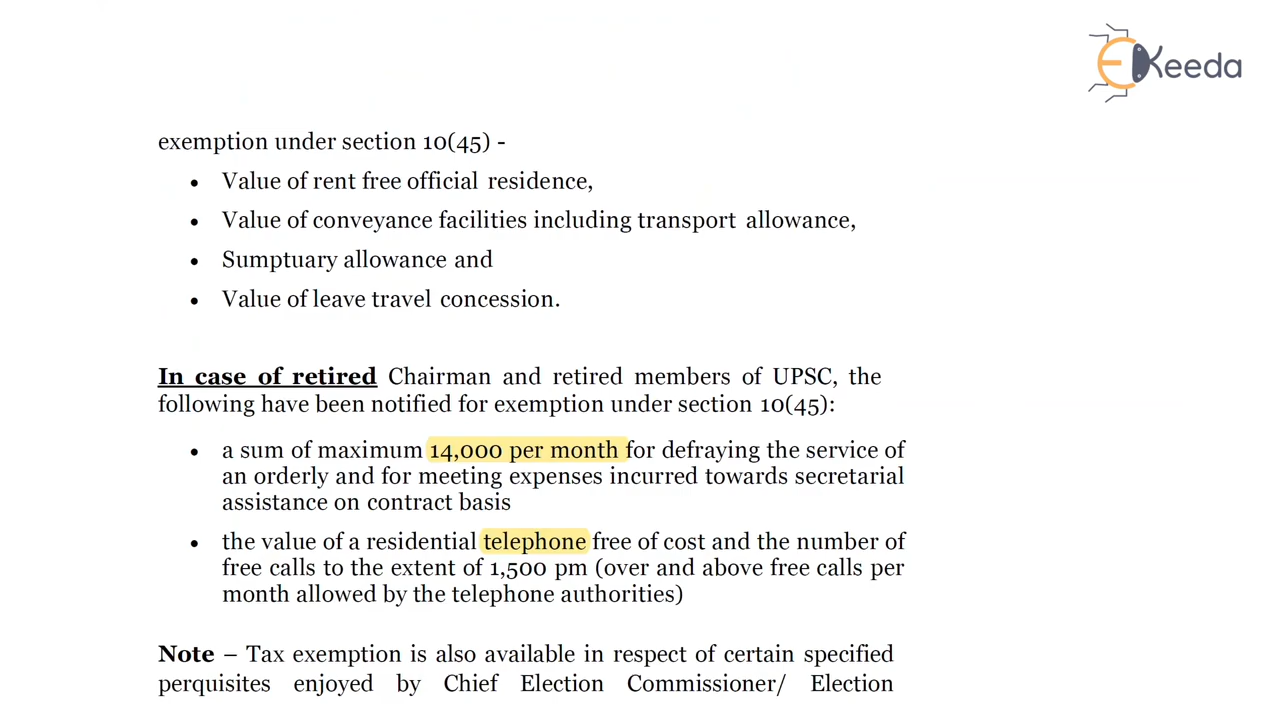 EKeeda
exemption under section 10(45) -
• Value of rent free official residence,
• Value of conveyance facilities including transport allowance,
• Sumptuary allowance and
• Value of leave travel concession.
In case of retired Chairman and retired members of UPSC, the
following have been notified for exemption under section 10(45):
• a sum of maximum 14,000 per month for defraying the service of
an orderly and for meeting expenses incurred towards secretarial
assistance on contract basis
• the value of a residential telephone free of cost and the number of
free calls to the extent of 1,500 pm (over and above free calls per
month allowed by the telephone authorities)
Note – Tax exemption is also available in respect of certain specified
perquisites enjoyed by Chief Election Commissioner/ Election